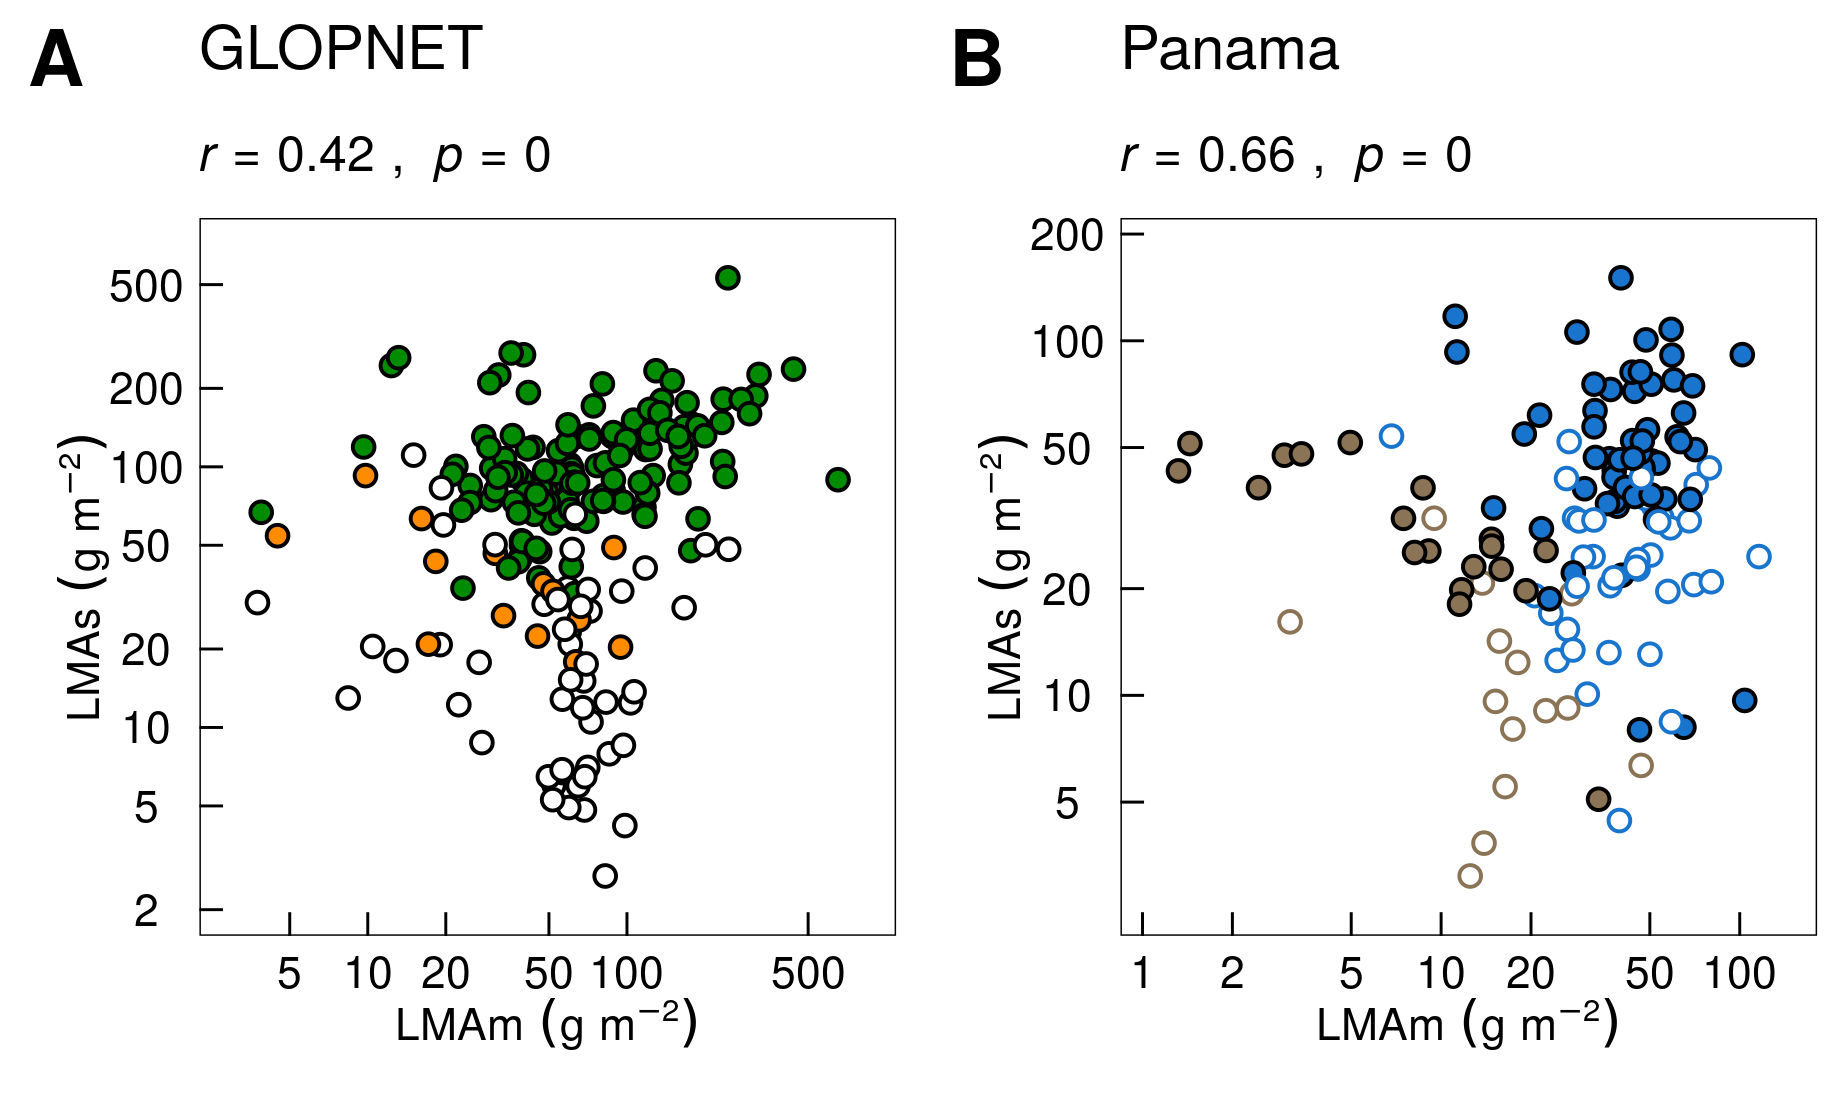 A GLOPNET
r = 0.42 , p = 0
500
200
100
50
20
10
5
2
LMAs (g m⁻²)
5 10 20 50 100 500
LMAm (g m⁻²)
B Panama
r = 0.66 , p = 0
200
100
50
20
10
5
LMAs (g m⁻²)
1 2 5 10 20 50 100
LMAm (g m⁻²)